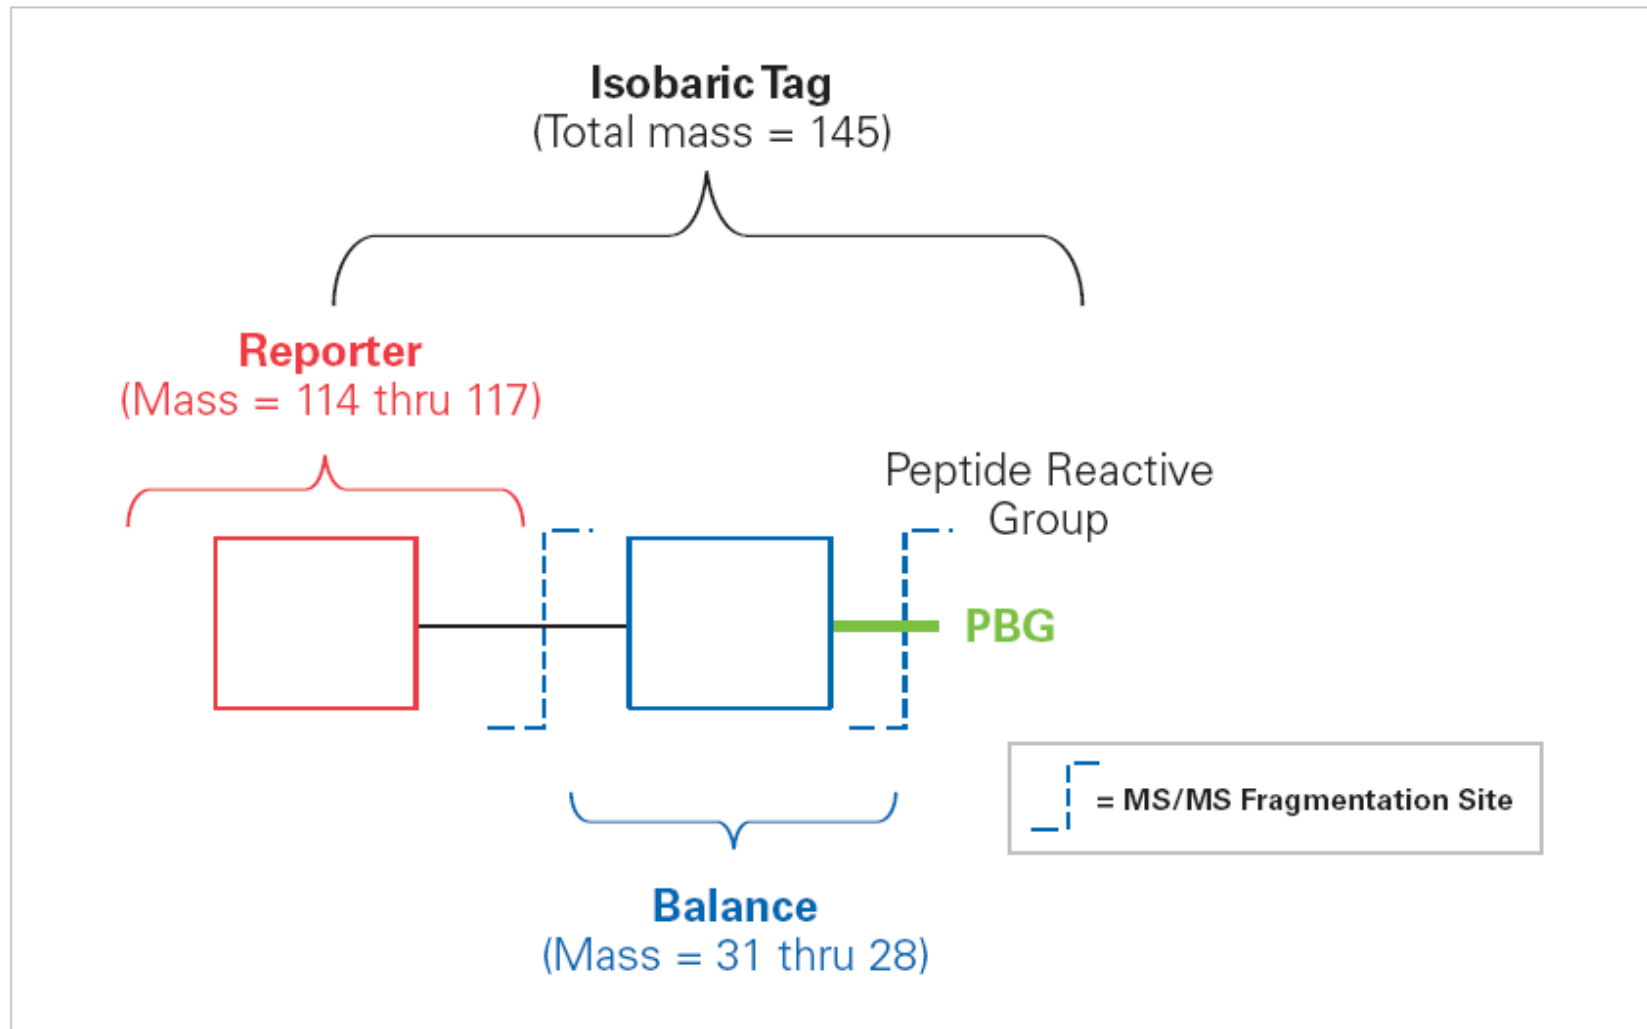 Isobaric Tag
(Total mass = 145)
Reporter
(Mass = 114 thru 117)
Peptide Reactive
Group
PBG
= MS/MS Fragmentation Site
Balance
(Mass = 31 thru 28)